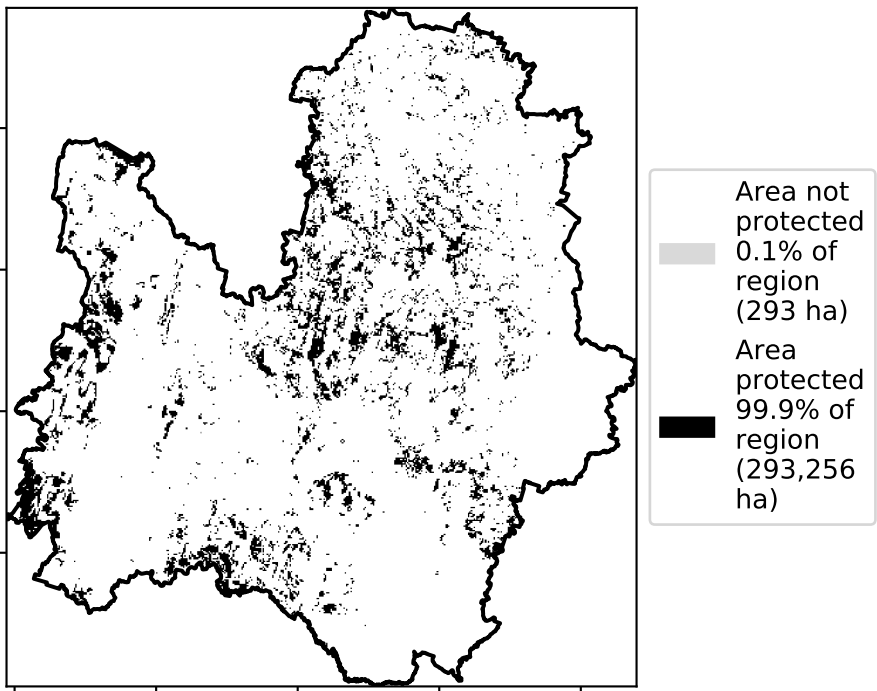 Area not
protected
0.1% of
region
(293 ha)
Area
protected
99.9% of
region
(293,256
ha)